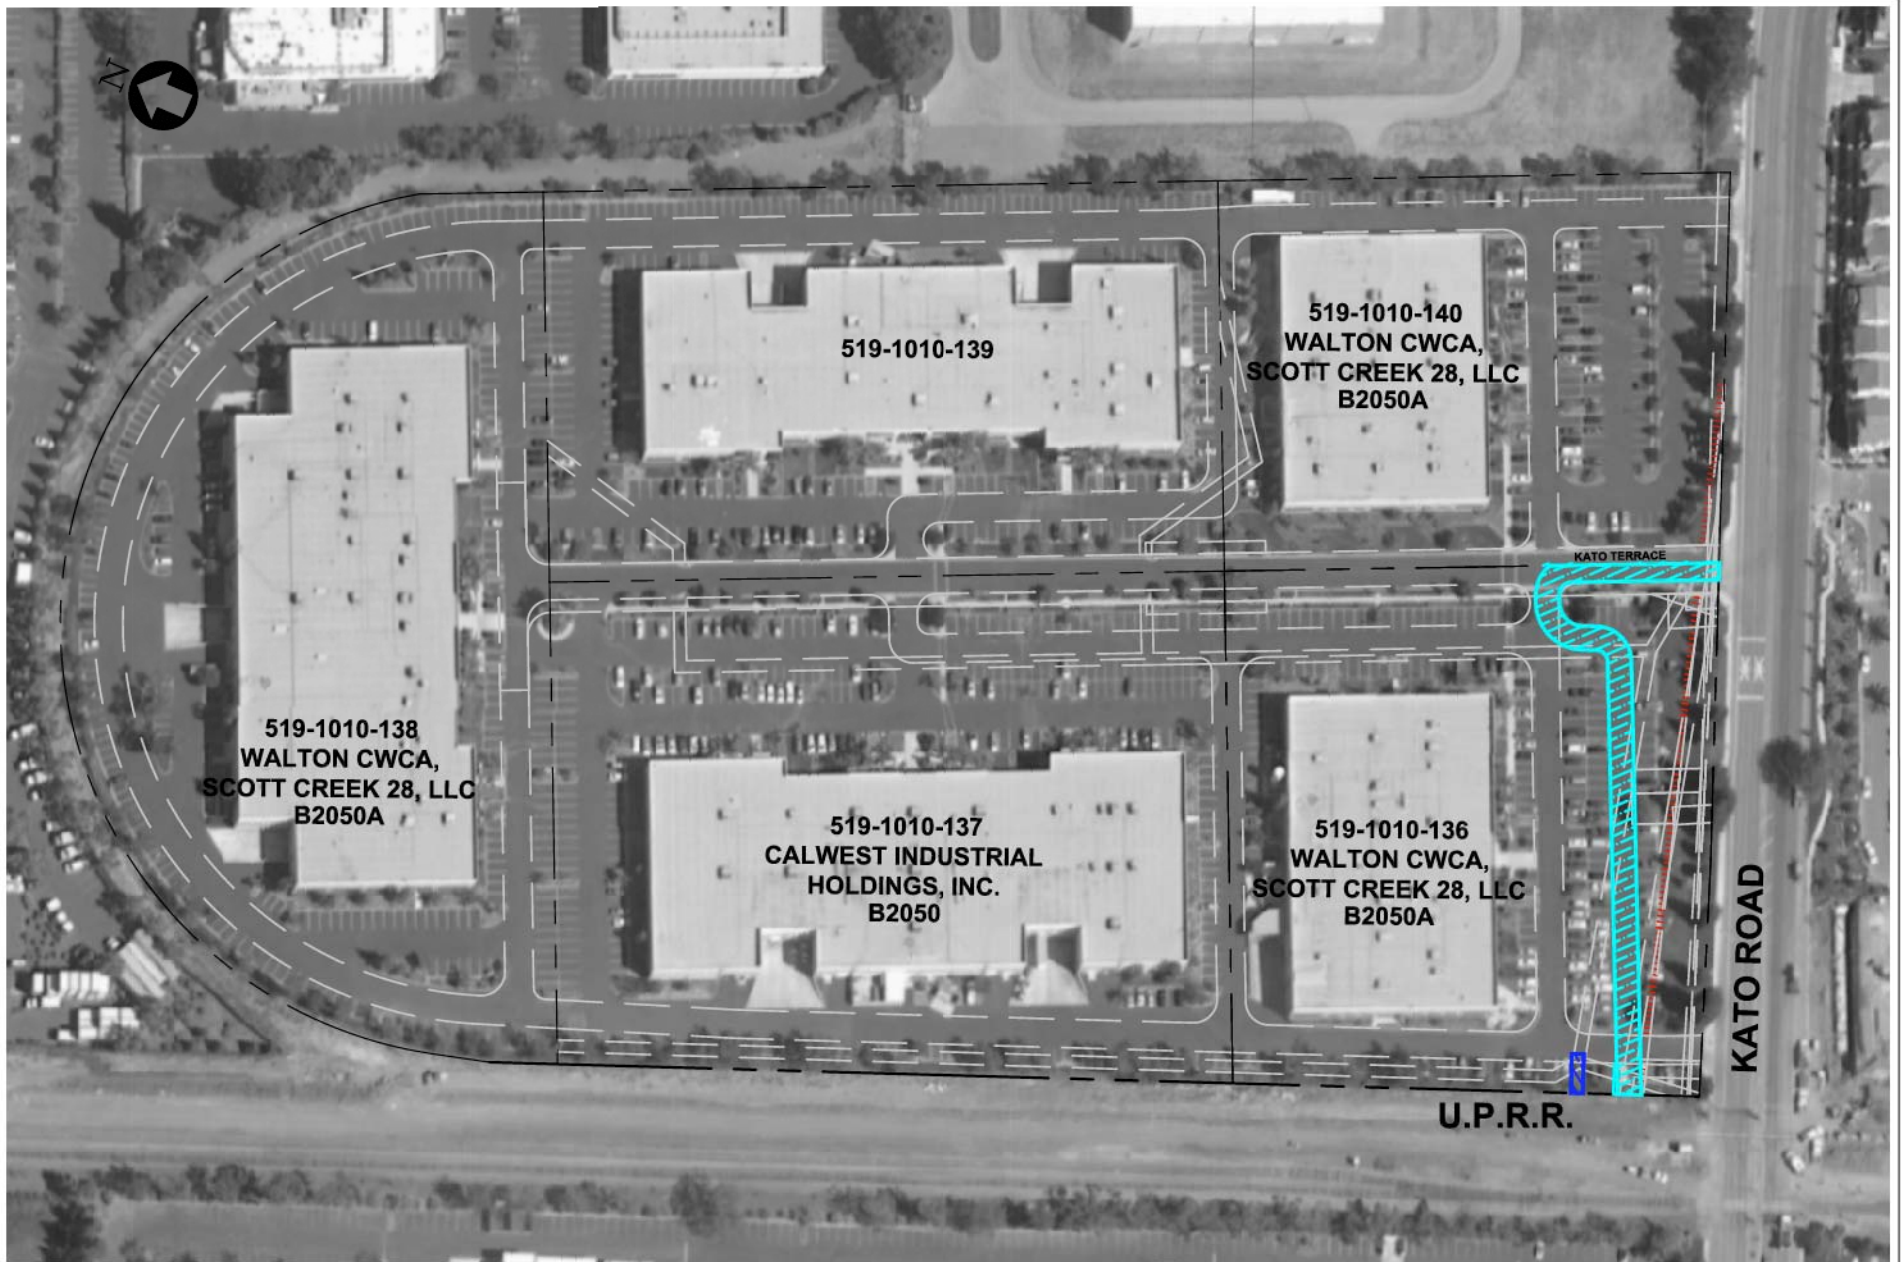 N
519-1010-139
519-1010-140
WALTON CWCA,
SCOTT CREEK 28, LLC
B2050A
KATO TERRACE
519-1010-138
WALTON CWCA,
SCOTT CREEK 28, LLC
B2050A
519-1010-137
CALWEST INDUSTRIAL
HOLDINGS, INC.
B2050
519-1010-136
WALTON CWCA,
SCOTT CREEK 28, LLC
B2050A
KATO ROAD
U.P.R.R.